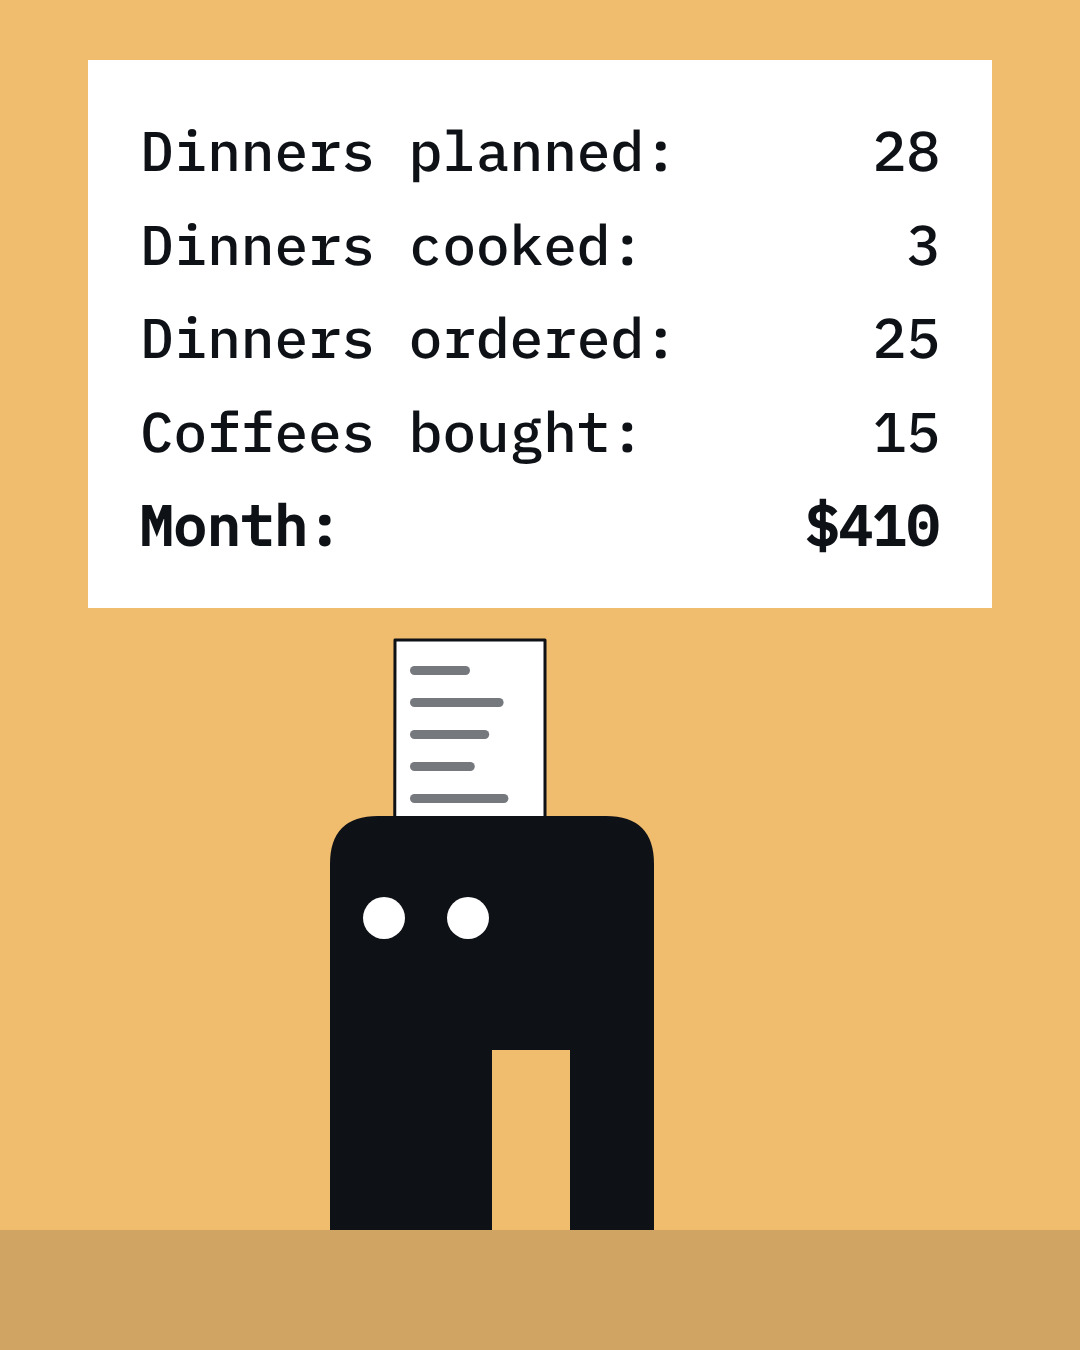 Dinners planned: 28
Dinners cooked: 3
Dinners ordered: 25
Coffees bought: 15
Month: $410